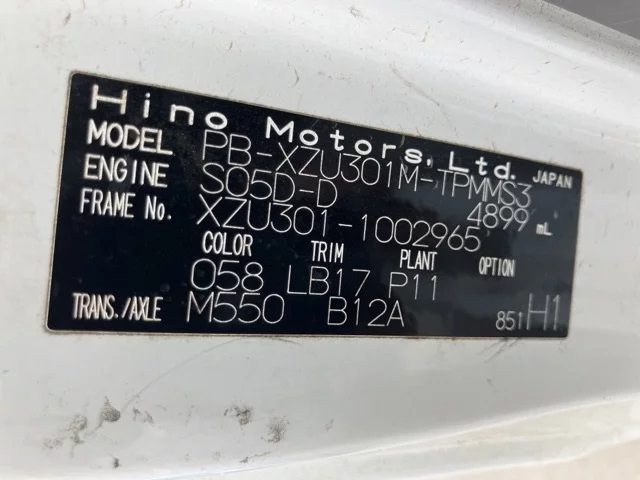 Hino Motors, Ltd. JAPAN
MODEL PB-XZU301M-TPMMS3
ENGINE S05D-D 4899 mL
FRAME No. XZU301-1002965
COLOR TRIM PLANT OPTION
058 LB17 P11
TRANS./AXLE M550 B12A 851 H1